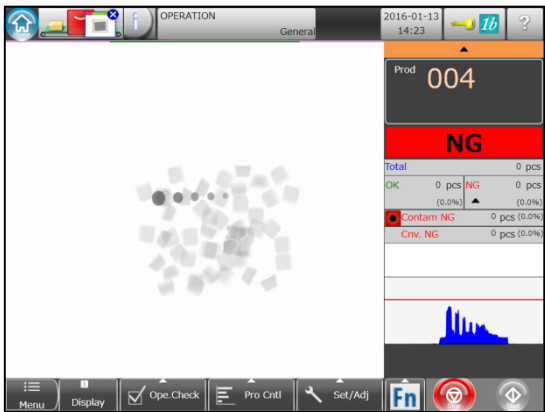 OPERATION
General
2016-01-13
14:23
1b
?
i
Prod 004
NG
Total 0 pcs
OK 0 pcs NG 0 pcs
(0.0%) (0.0%)
Contam NG 0 pcs (0.0%)
Cnv. NG 0 pcs (0.0%)
Menu
Display
Ope.Check
Pro Cntl
Set/Adj
Fn